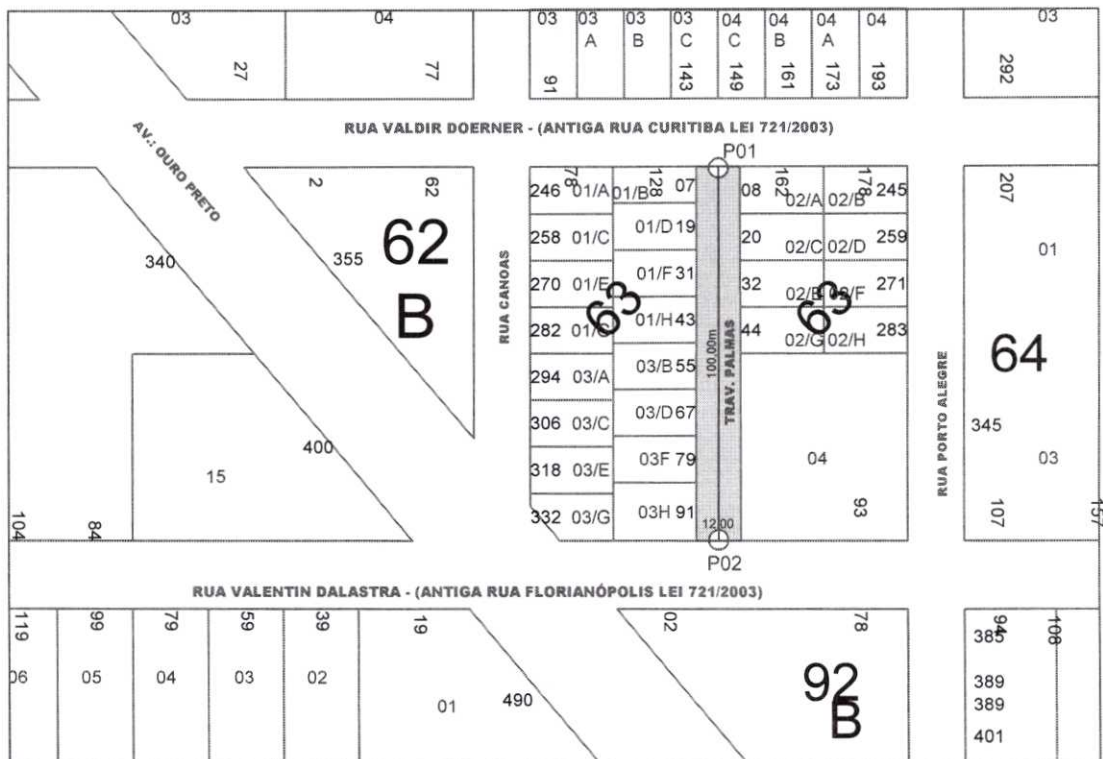 03
04
27
77
03
03
A
03
B
03
C
04
C
04
B
04
A
04
91
143
149
161
173
193
03
292
RUA VALDIR DOERNER - (ANTIGA RUA CURITIBA LEI 721/2003)
AV.: OURO PRETO
P01
2
62
62
B
355
340
400
15
104
84
RUA CANOAS
78
128
246 01/A 01/B 07
258 01/C 01/D 19
270 01/E 01/F 31
282 01/G 01/H 43
294 03/A 03/B 55
306 03/C 03/D 67
318 03/E 03F 79
332 03/G 03H 91
63
100,00m
TRAV. PALMAS
12,00
P02
162
178
08 02/A 02/B 245
20 02/C 02/D 259
32 02/E 02/F 271
44 02/G 02/H 283
63
04
93
RUA PORTO ALEGRE
207
01
64
345
03
107
157
RUA VALENTIN DALASTRA - (ANTIGA RUA FLORIANÓPOLIS LEI 721/2003)
119
99
79
59
39
19
06
05
04
03
02
01
490
02
78
92
B
94
108
385
389
389
401